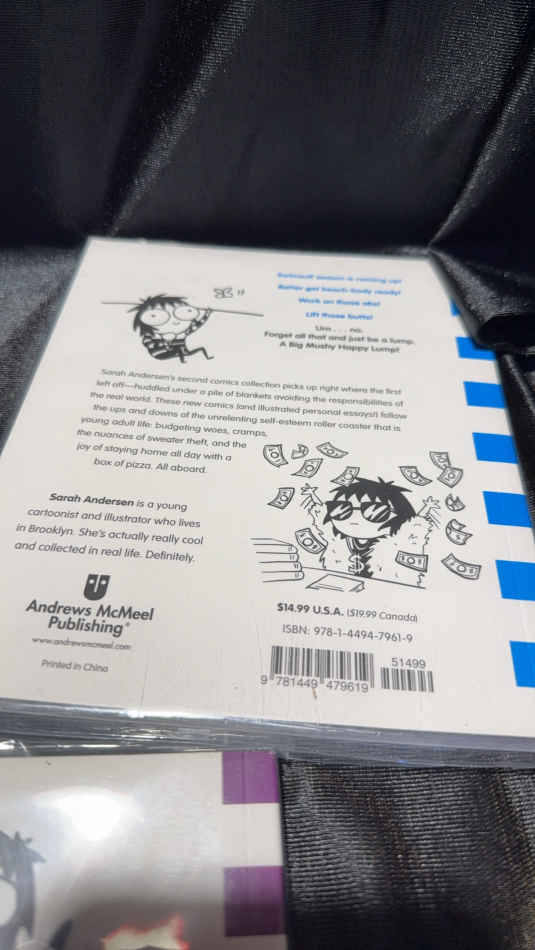 Swimsuit season is coming up!
Better get beach-body ready!
Work on those abs!
Lift those butts!
Um . . . no.
Forget all that and just be a lump.
A Big Mushy Happy Lump!
Sarah Andersen's second comics collection picks up right where the first
left off—huddled under a pile of blankets avoiding the responsibilities of
the real world. These new comics (and illustrated personal essays!) follow
the ups and downs of the unrelenting self-esteem roller coaster that is
young adult life: budgeting woes, cramps,
the nuances of sweater theft, and the
joy of staying home all day with a
box of pizza. All aboard.
Sarah Andersen is a young
cartoonist and illustrator who lives
in Brooklyn. She's actually really cool
and collected in real life. Definitely.
Andrews McMeel
Publishing®
www.andrewsmcmeel.com
Printed in China
$14.99 U.S.A. ($19.99 Canada)
ISBN: 978-1-4494-7961-9
51499
9 781449 479619